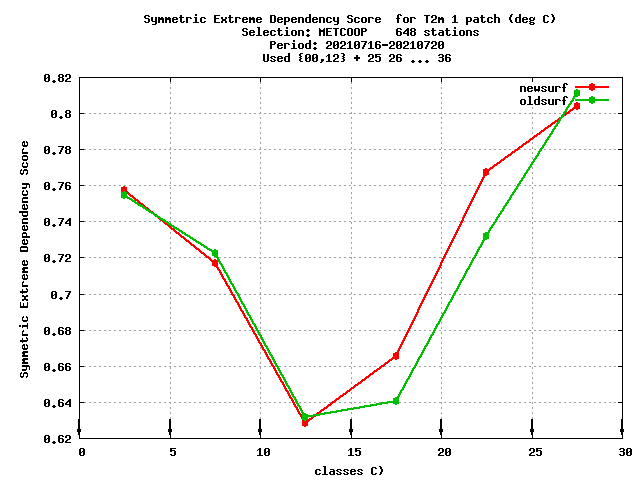 Symmetric Extreme Dependency Score  for T2m 1 patch (deg C)
Selection: METCOOP    648 stations
Period: 20210716-20210720
Used {00,12} + 25 26 ... 36
newsurf
oldsurf
0.82
0.8
0.78
0.76
0.74
0.72
0.7
0.68
0.66
0.64
0.62
Symmetric Extreme Dependency Score
0 5 10 15 20 25 30
classes C)